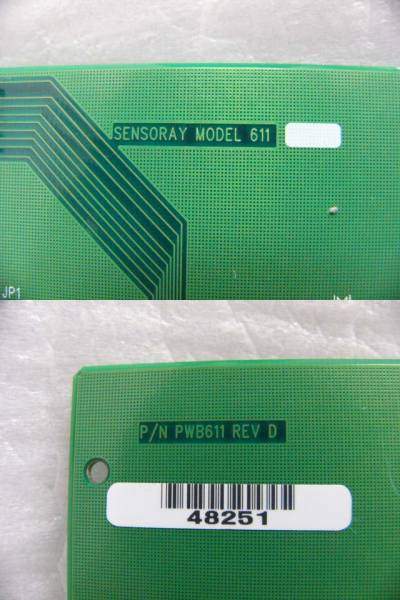 SENSORAY MODEL 611
JP1
P/N PWB611 REV D
48251